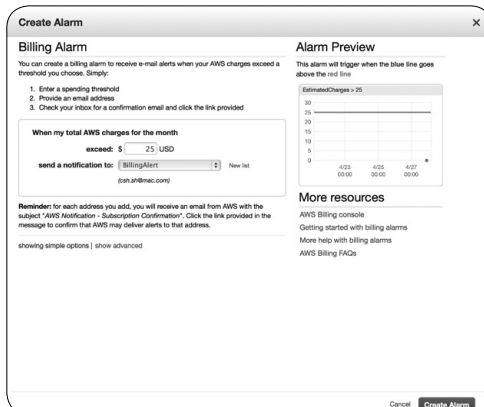 Create Alarm
×
Billing Alarm
You can create a billing alarm to receive e-mail alerts when your AWS charges exceed a
threshold you choose. Simply:
1. Enter a spending threshold
2. Provide an email address
3. Check your inbox for a confirmation email and click the link provided
When my total AWS charges for the month
exceed: $ 25 USD
send a notification to: BillingAlert New list
(csh.sh@mac.com)
Reminder: for each address you add, you will receive an email from AWS with the
subject "AWS Notification - Subscription Confirmation". Click the link provided in the
message to confirm that AWS may deliver alerts to that address.
showing simple options | show advanced
Alarm Preview
This alarm will trigger when the blue line goes
above the red line
EstimatedCharges > 25
30
25
20
15
10
5
0
4/23 4/25 4/27
00:00 00:00 00:00
More resources
AWS Billing console
Getting started with billing alarms
More help with billing alarms
AWS Billing FAQs
Cancel Create Alarm